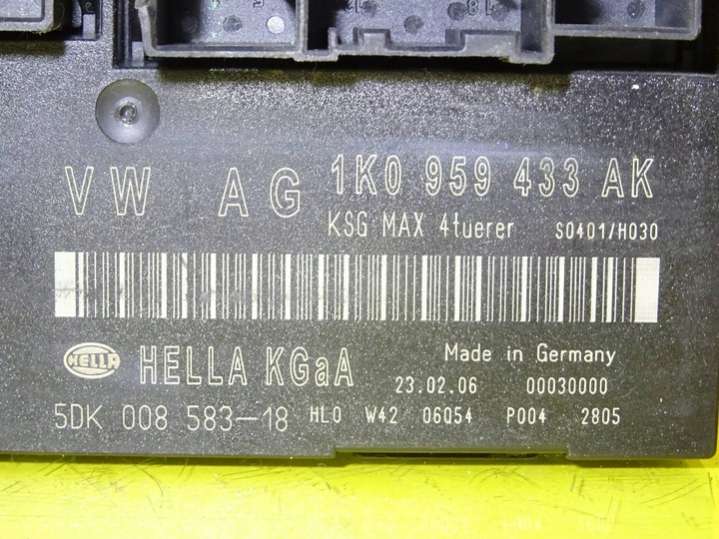 VW AG 1K0 959 433 AK
KSG MAX 4tuerer S0401/H030
HELLA HELLA KGaA Made in Germany
23.02.06 00030000
5DK 008 583-18 HL0 W42 06Q54 P004 2805